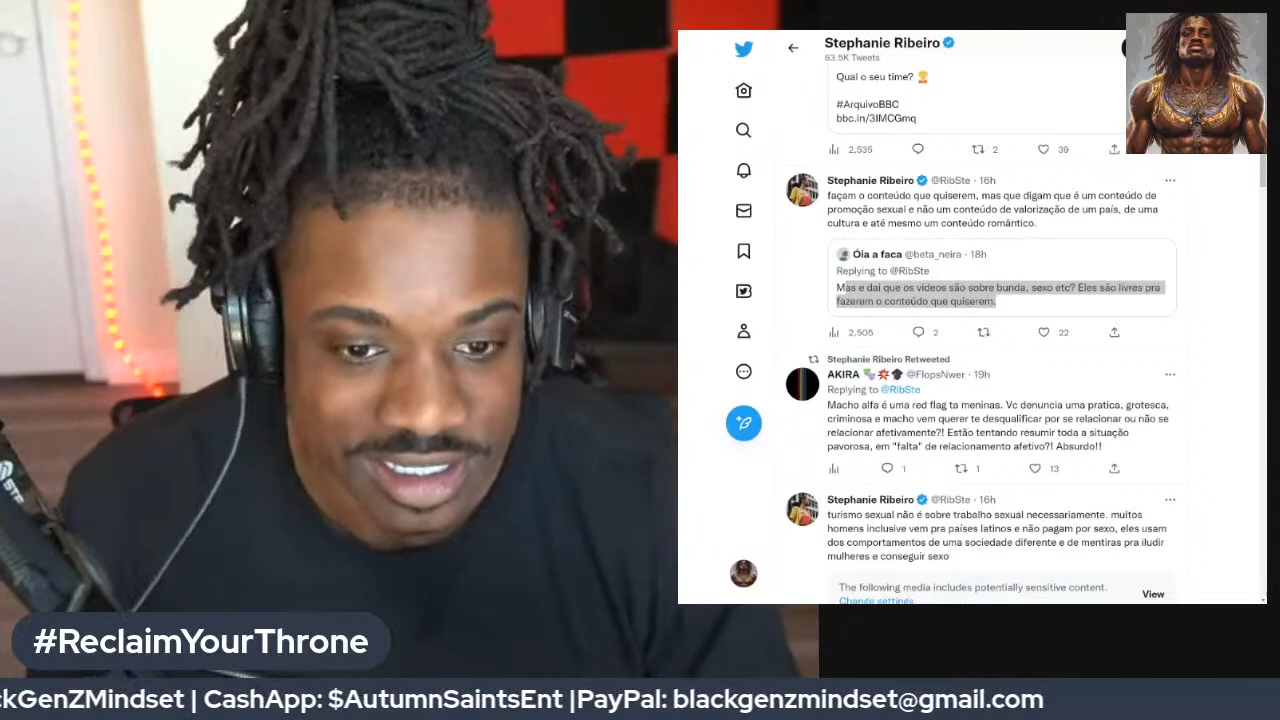 Stephanie Ribeiro
63.5K Tweets
Qual o seu time?
#ArquivoBBC
bbc.in/3IMCGmq
2,535
2
39
Stephanie Ribeiro @RibSte · 16h
façam o conteúdo que quiserem, mas que digam que é um conteúdo de
promoção sexual e não um conteúdo de valorização de um país, de uma
cultura e até mesmo um conteúdo romântico.
Óia a faca @beta_neira · 18h
Replying to @RibSte
Mas e dai que os videos são sobre bunda, sexo etc? Eles são livres pra
fazerem o conteúdo que quiserem.
2,505
2
22
Stephanie Ribeiro Retweeted
AKIRA @FlopsNwer · 19h
Replying to @RibSte
Macho alfa é uma red flag ta meninas. Vc denuncia uma pratica, grotesca,
criminosa e macho vem querer te desqualificar por se relacionar ou não se
relacionar afetivamente?! Estão tentando resumir toda a situação
pavorosa, em "falta" de relacionamento afetivo?! Absurdo!!
1
1
13
Stephanie Ribeiro @RibSte · 16h
turismo sexual não é sobre trabalho sexual necessariamente. muitos
homens inclusive vem pra países latinos e não pagam por sexo, eles usam
dos comportamentos de uma sociedade diferente e de mentiras pra iludir
mulheres e conseguir sexo
The following media includes potentially sensitive content.
Change settings
View
#ReclaimYourThrone
ckGenZMindset | CashApp: $AutumnSaintsEnt |PayPal: blackgenzmindset@gmail.com